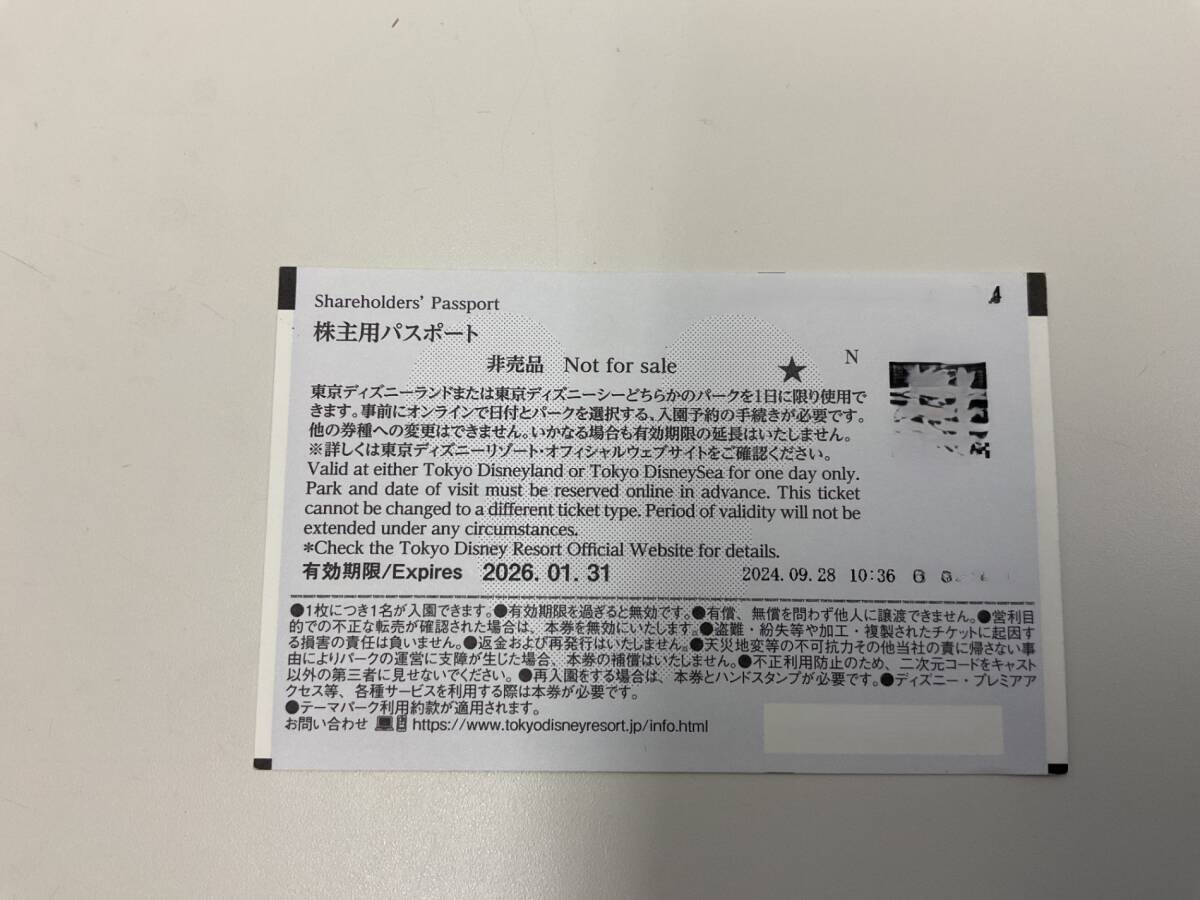 Shareholders' Passport
株主用パスポート
非売品 Not for sale ★ N
東京ディズニーランドまたは東京ディズニーシーどちらかのパークを1日に限り使用で
きます。事前にオンラインで日付とパークを選択する、入園予約の手続きが必要です。
他の券種への変更はできません。いかなる場合も有効期限の延長はいたしません。
※詳しくは東京ディズニーリゾート・オフィシャルウェブサイトをご確認ください。
Valid at either Tokyo Disneyland or Tokyo DisneySea for one day only.
Park and date of visit must be reserved online in advance. This ticket
cannot be changed to a different ticket type. Period of validity will not be
extended under any circumstances.
*Check the Tokyo Disney Resort Official Website for details.
有効期限/Expires 2026.01.31 2024.09.28 10:36
●1枚につき1名が入園できます。●有効期限を過ぎると無効です。●有償、無償を問わず他人に譲渡できません。●営利目
的での不正な転売が確認された場合は、本券を無効にいたします。●盗難・紛失等や加工・複製されたチケットに起因す
る損害の責任は負いません。●返金および再発行はいたしません。●天災地変等の不可抗力その他当社の責に帰さない事
由によりパークの運営に支障が生じた場合、本券の補償はいたしません。●不正利用防止のため、二次元コードをキャスト
以外の第三者に見せないでください。●再入園をする場合は、本券とハンドスタンプが必要です。●ディズニー・プレミアア
クセス等、各種サービスを利用する際は本券が必要です。
●テーマパーク利用約款が適用されます。
お問い合わせ https://www.tokyodisneyresort.jp/info.html